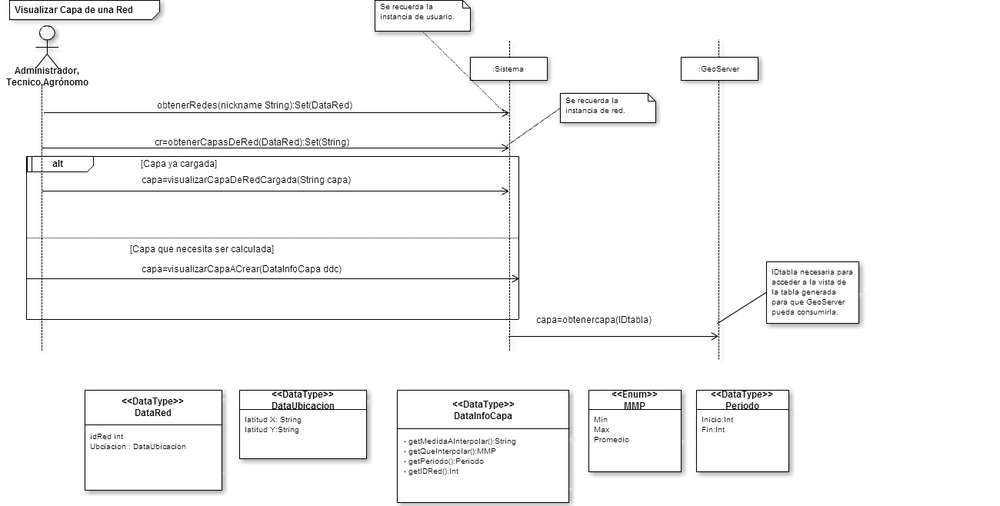 Visualizar Capa de una Red
Se recuerda la
instancia de usuario.
Administrador,
Tecnico,Agrónomo
:Sistema
:GeoServer
obtenerRedes(nickname String):Set(DataRed)
Se recuerda la
instancia de red.
cr=obtenerCapasDeRed(DataRed):Set(String)
alt
[Capa ya cargada]
capa=visualizarCapaDeRedCargada(String capa)
[Capa que necesita ser calculada]
capa=visualizarCapaACrear(DataInfoCapa ddc)
IDtabla necesaria para
acceder a la vista de
la tabla generada
para que GeoServer
pueda consumirla.
capa=obtenercapa(IDtabla)
<<DataType>>
DataRed
idRed int
Ubciacion : DataUbicacion
<<DataType>>
DataUbicacion
latitud X: String
latitud Y:String
<<DataType>>
DataInfoCapa
- getMedidaAInterpolar():String
- getQueInterpolar():MMP
- getPeriodo():Periodo
- getIDRed():Int
<<Enum>>
MMP
Min
Max
Promedio
<<DataType>>
Periodo
Inicio:Int
Fin:Int